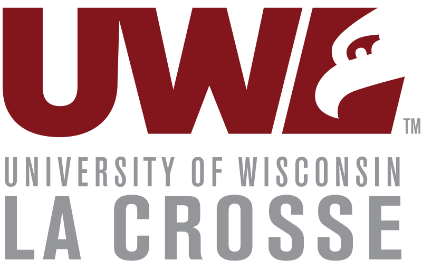 UWL
TM
UNIVERSITY OF WISCONSIN
LA CROSSE